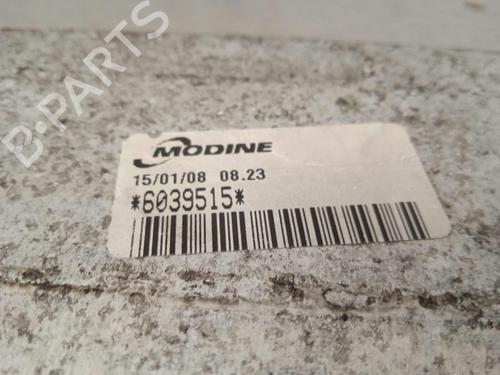 B-PARTS
MODINE
15/01/08 08.23
*6039515*